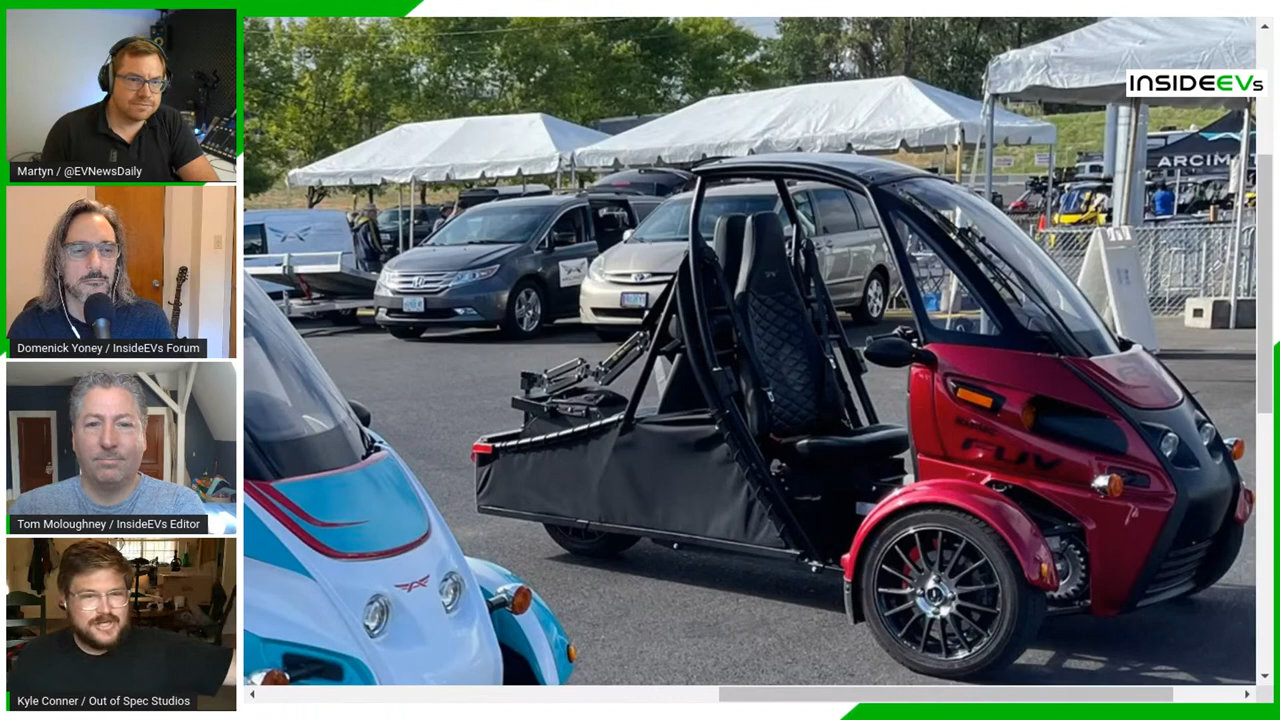 Martyn / @EVNewsDaily
Domenick Yoney / InsideEVs Forum
Tom Moloughney / InsideEVs Editor
Kyle Conner / Out of Spec Studios
INSIDEEVs
ARCIM
FUV